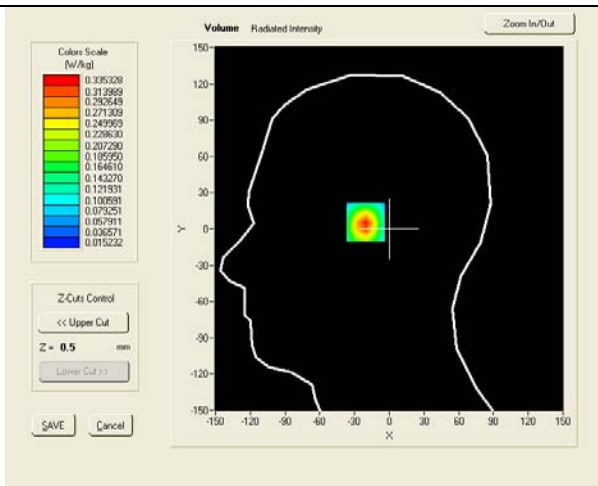 Volume Radiated Intensity
Zoom In/Out
Colors Scale
(W/kg)
0.335328
0.313989
0.292649
0.271309
0.249969
0.228630
0.207290
0.185950
0.164610
0.143270
0.121931
0.100591
0.079251
0.057911
0.036571
0.015232
Z-Cuts Control
<< Upper Cut
Z = 0.5 mm
Lower Cut >>
SAVE Cancel
150
120
90
60
30
0
-30
-60
-90
-120
-150
Y
-150 -120 -90 -60 -30 0 30 60 90 120 150
X